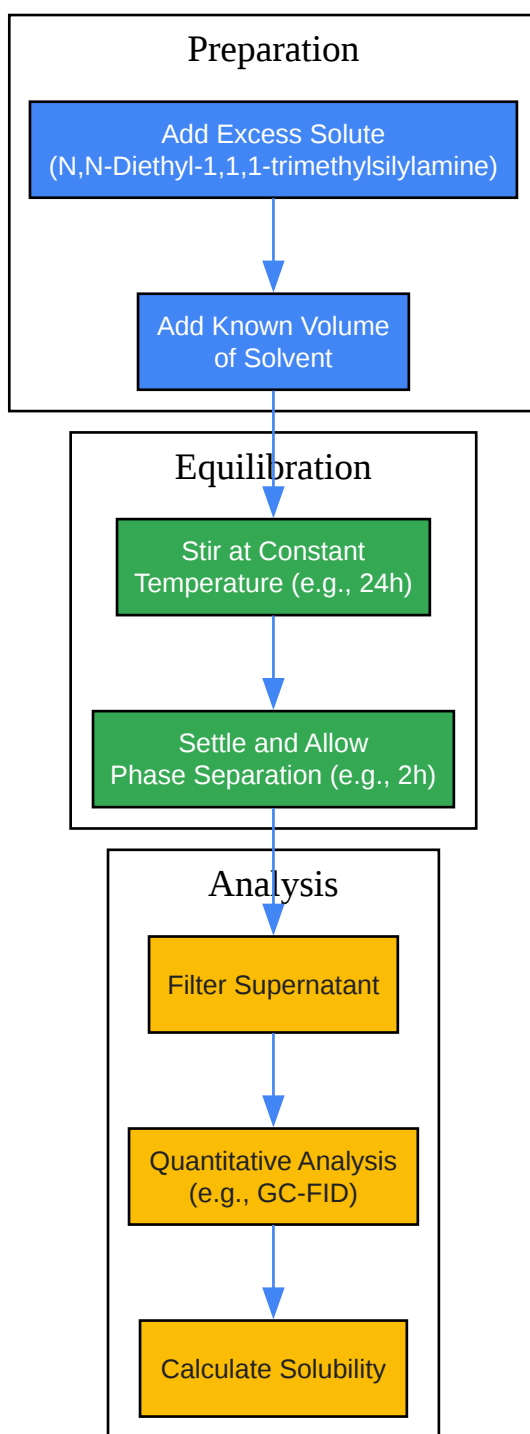 Preparation
Add Excess Solute
(N,N-Diethyl-1,1,1-trimethylsilylamine)
Add Known Volume
of Solvent
Equilibration
Stir at Constant
Temperature (e.g., 24h)
Settle and Allow
Phase Separation (e.g., 2h)
Analysis
Filter Supernatant
Quantitative Analysis
(e.g., GC-FID)
Calculate Solubility